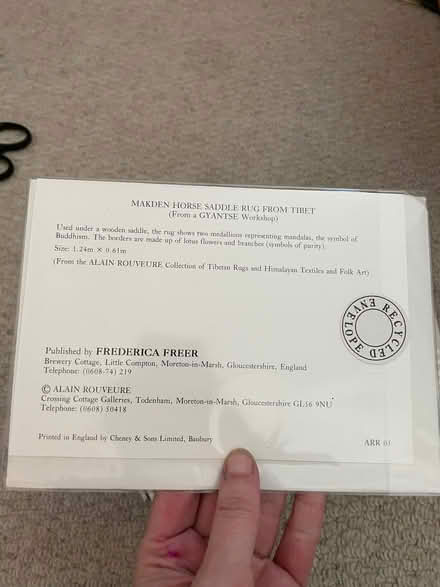 MAKDEN HORSE SADDLE RUG FROM TIBET
(From a GYANTSE Workshop)
Used under a wooden saddle, the rug shows two medallions representing mandalas, the symbol of
Buddhism. The borders are made up of lotus flowers and branches (symbols of purity).
Size: 1.24m × 0.61m
(From the ALAIN ROUVEURE Collection of Tibetan Rugs and Himalayan Textiles and Folk Art)
RECYCLED ENVELOPE
Published by FREDERICA FREER
Brewery Cottage, Little Compton, Moreton-in-Marsh, Gloucestershire, England
Telephone: (0608-74) 219
© ALAIN ROUVEURE
Crossing Cottage Galleries, Todenham, Moreton-in-Marsh, Gloucestershire GL56 9NU
Telephone: (0608) 50418
Printed in England by Cheney & Sons Limited, Banbury
ARR 03